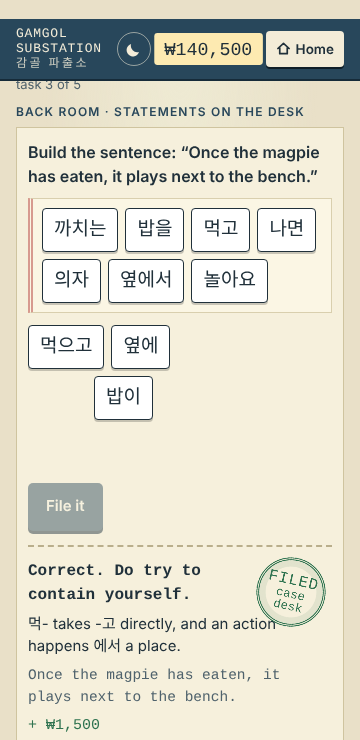 GAMGOL
SUBSTATION
감골 파출소
₩140,500
Home
task 3 of 5
BACK ROOM · STATEMENTS ON THE DESK
Build the sentence: “Once the magpie
has eaten, it plays next to the bench.”
까치는 밥을 먹고 나면
의자 옆에서 놀아요
먹으고 옆에
밥이
File it
Correct. Do try to
contain yourself.
FILED
case
desk
먹- takes -고 directly, and an action
happens 에서 a place.
Once the magpie has eaten, it
plays next to the bench.
+ ₩1,500